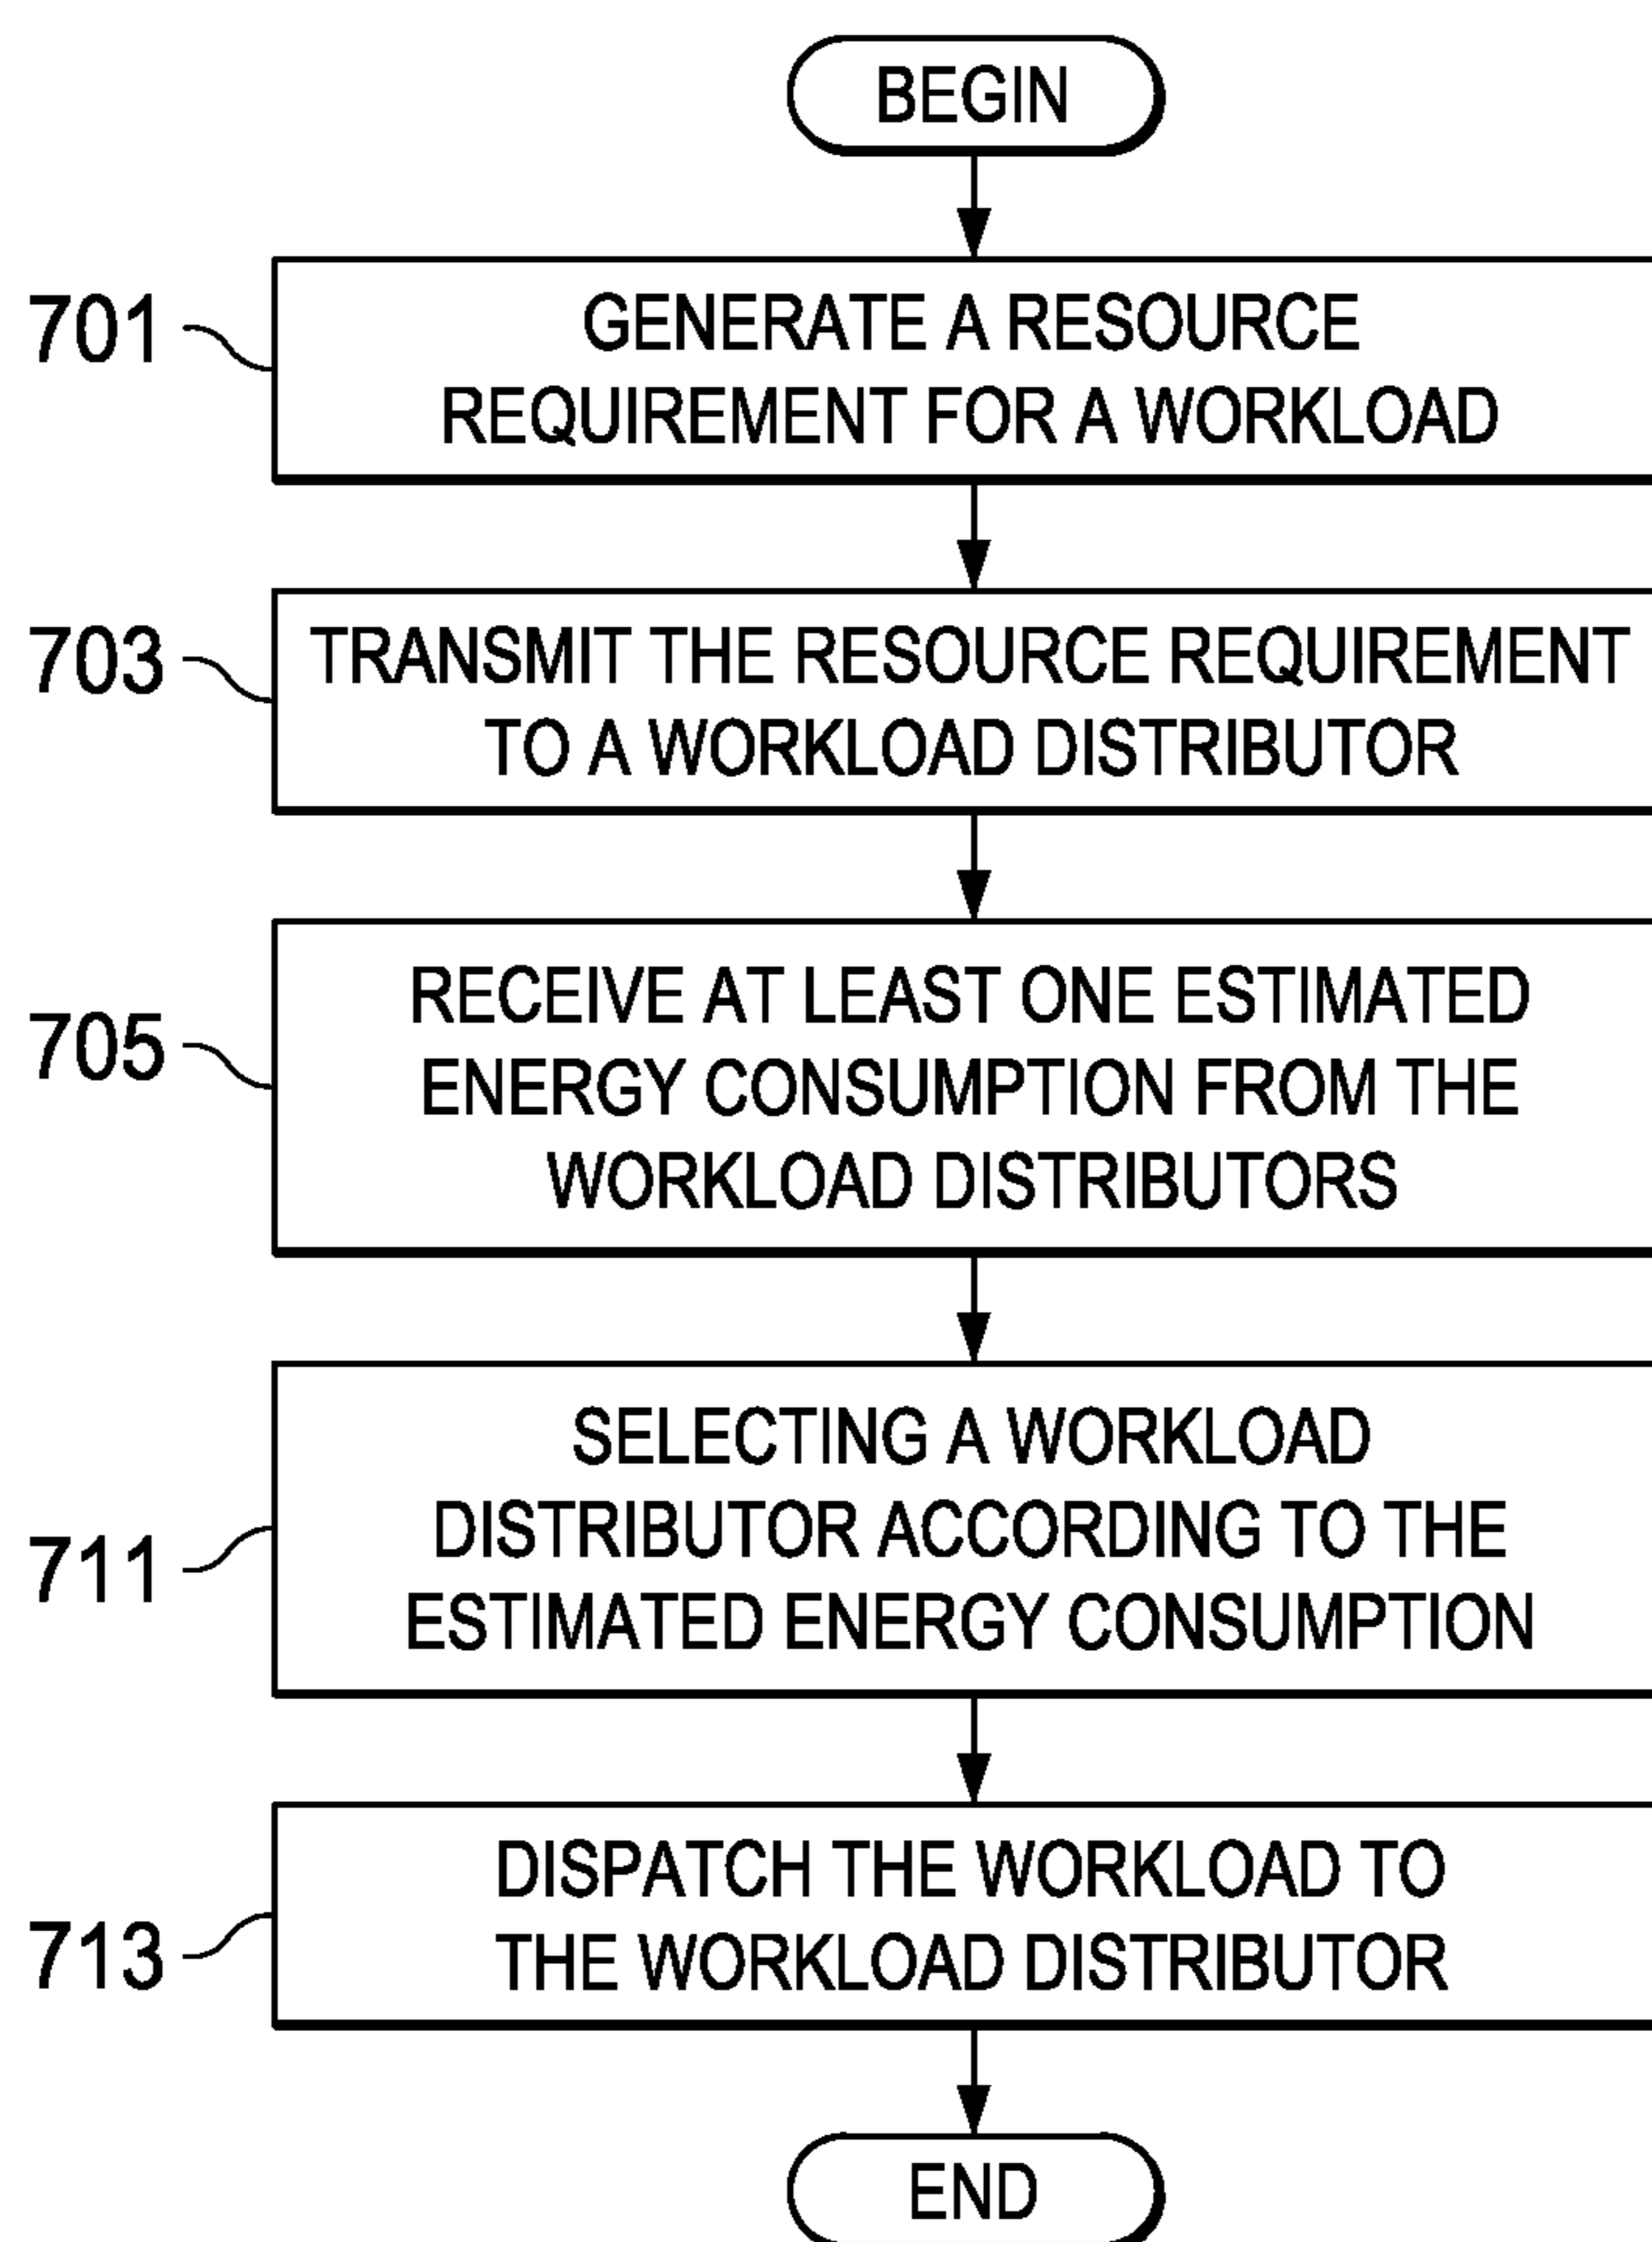 BEGIN
701
GENERATE A RESOURCE
REQUIREMENT FOR A WORKLOAD
703
TRANSMIT THE RESOURCE REQUIREMENT
TO A WORKLOAD DISTRIBUTOR
705
RECEIVE AT LEAST ONE ESTIMATED
ENERGY CONSUMPTION FROM THE
WORKLOAD DISTRIBUTORS
711
SELECTING A WORKLOAD
DISTRIBUTOR ACCORDING TO THE
ESTIMATED ENERGY CONSUMPTION
713
DISPATCH THE WORKLOAD TO
THE WORKLOAD DISTRIBUTOR
END